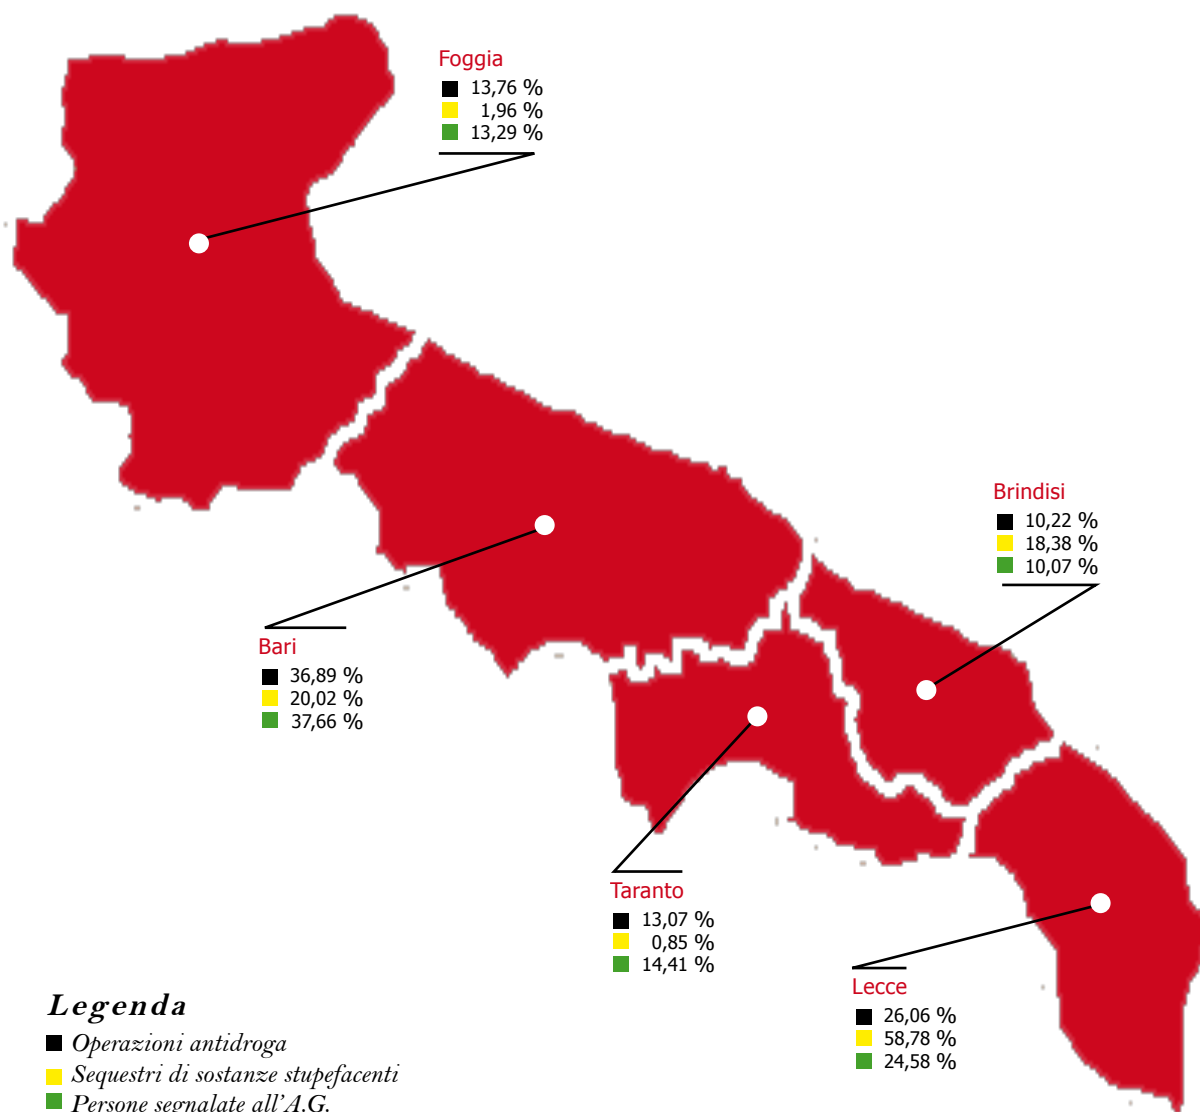 Foggia
13,76 %
1,96 %
13,29 %
Brindisi
10,22 %
18,38 %
10,07 %
Bari
36,89 %
20,02 %
37,66 %
Taranto
13,07 %
0,85 %
14,41 %
Lecce
26,06 %
58,78 %
24,58 %
Legenda
Operazioni antidroga
Sequestri di sostanze stupefacenti
Persone segnalate all'A.G.